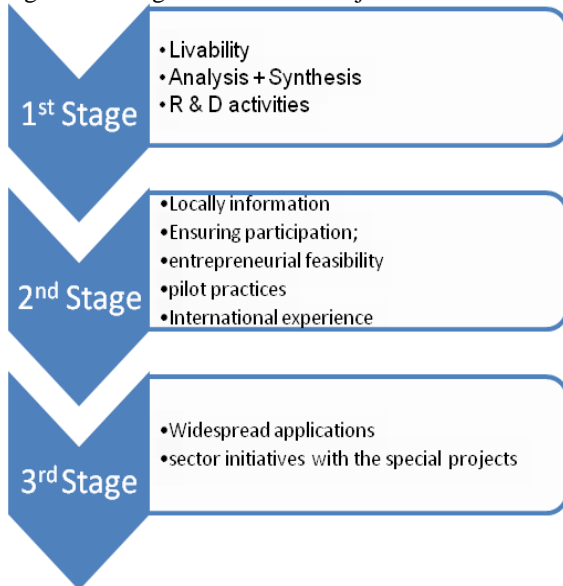 1st Stage
• Livability
• Analysis + Synthesis
• R & D activities
2nd Stage
•Locally information
•Ensuring participation;
•entrepreneurial feasibility
•pilot practices
•International experience
3rd Stage
•Widespread applications
•sector initiatives with the special projects